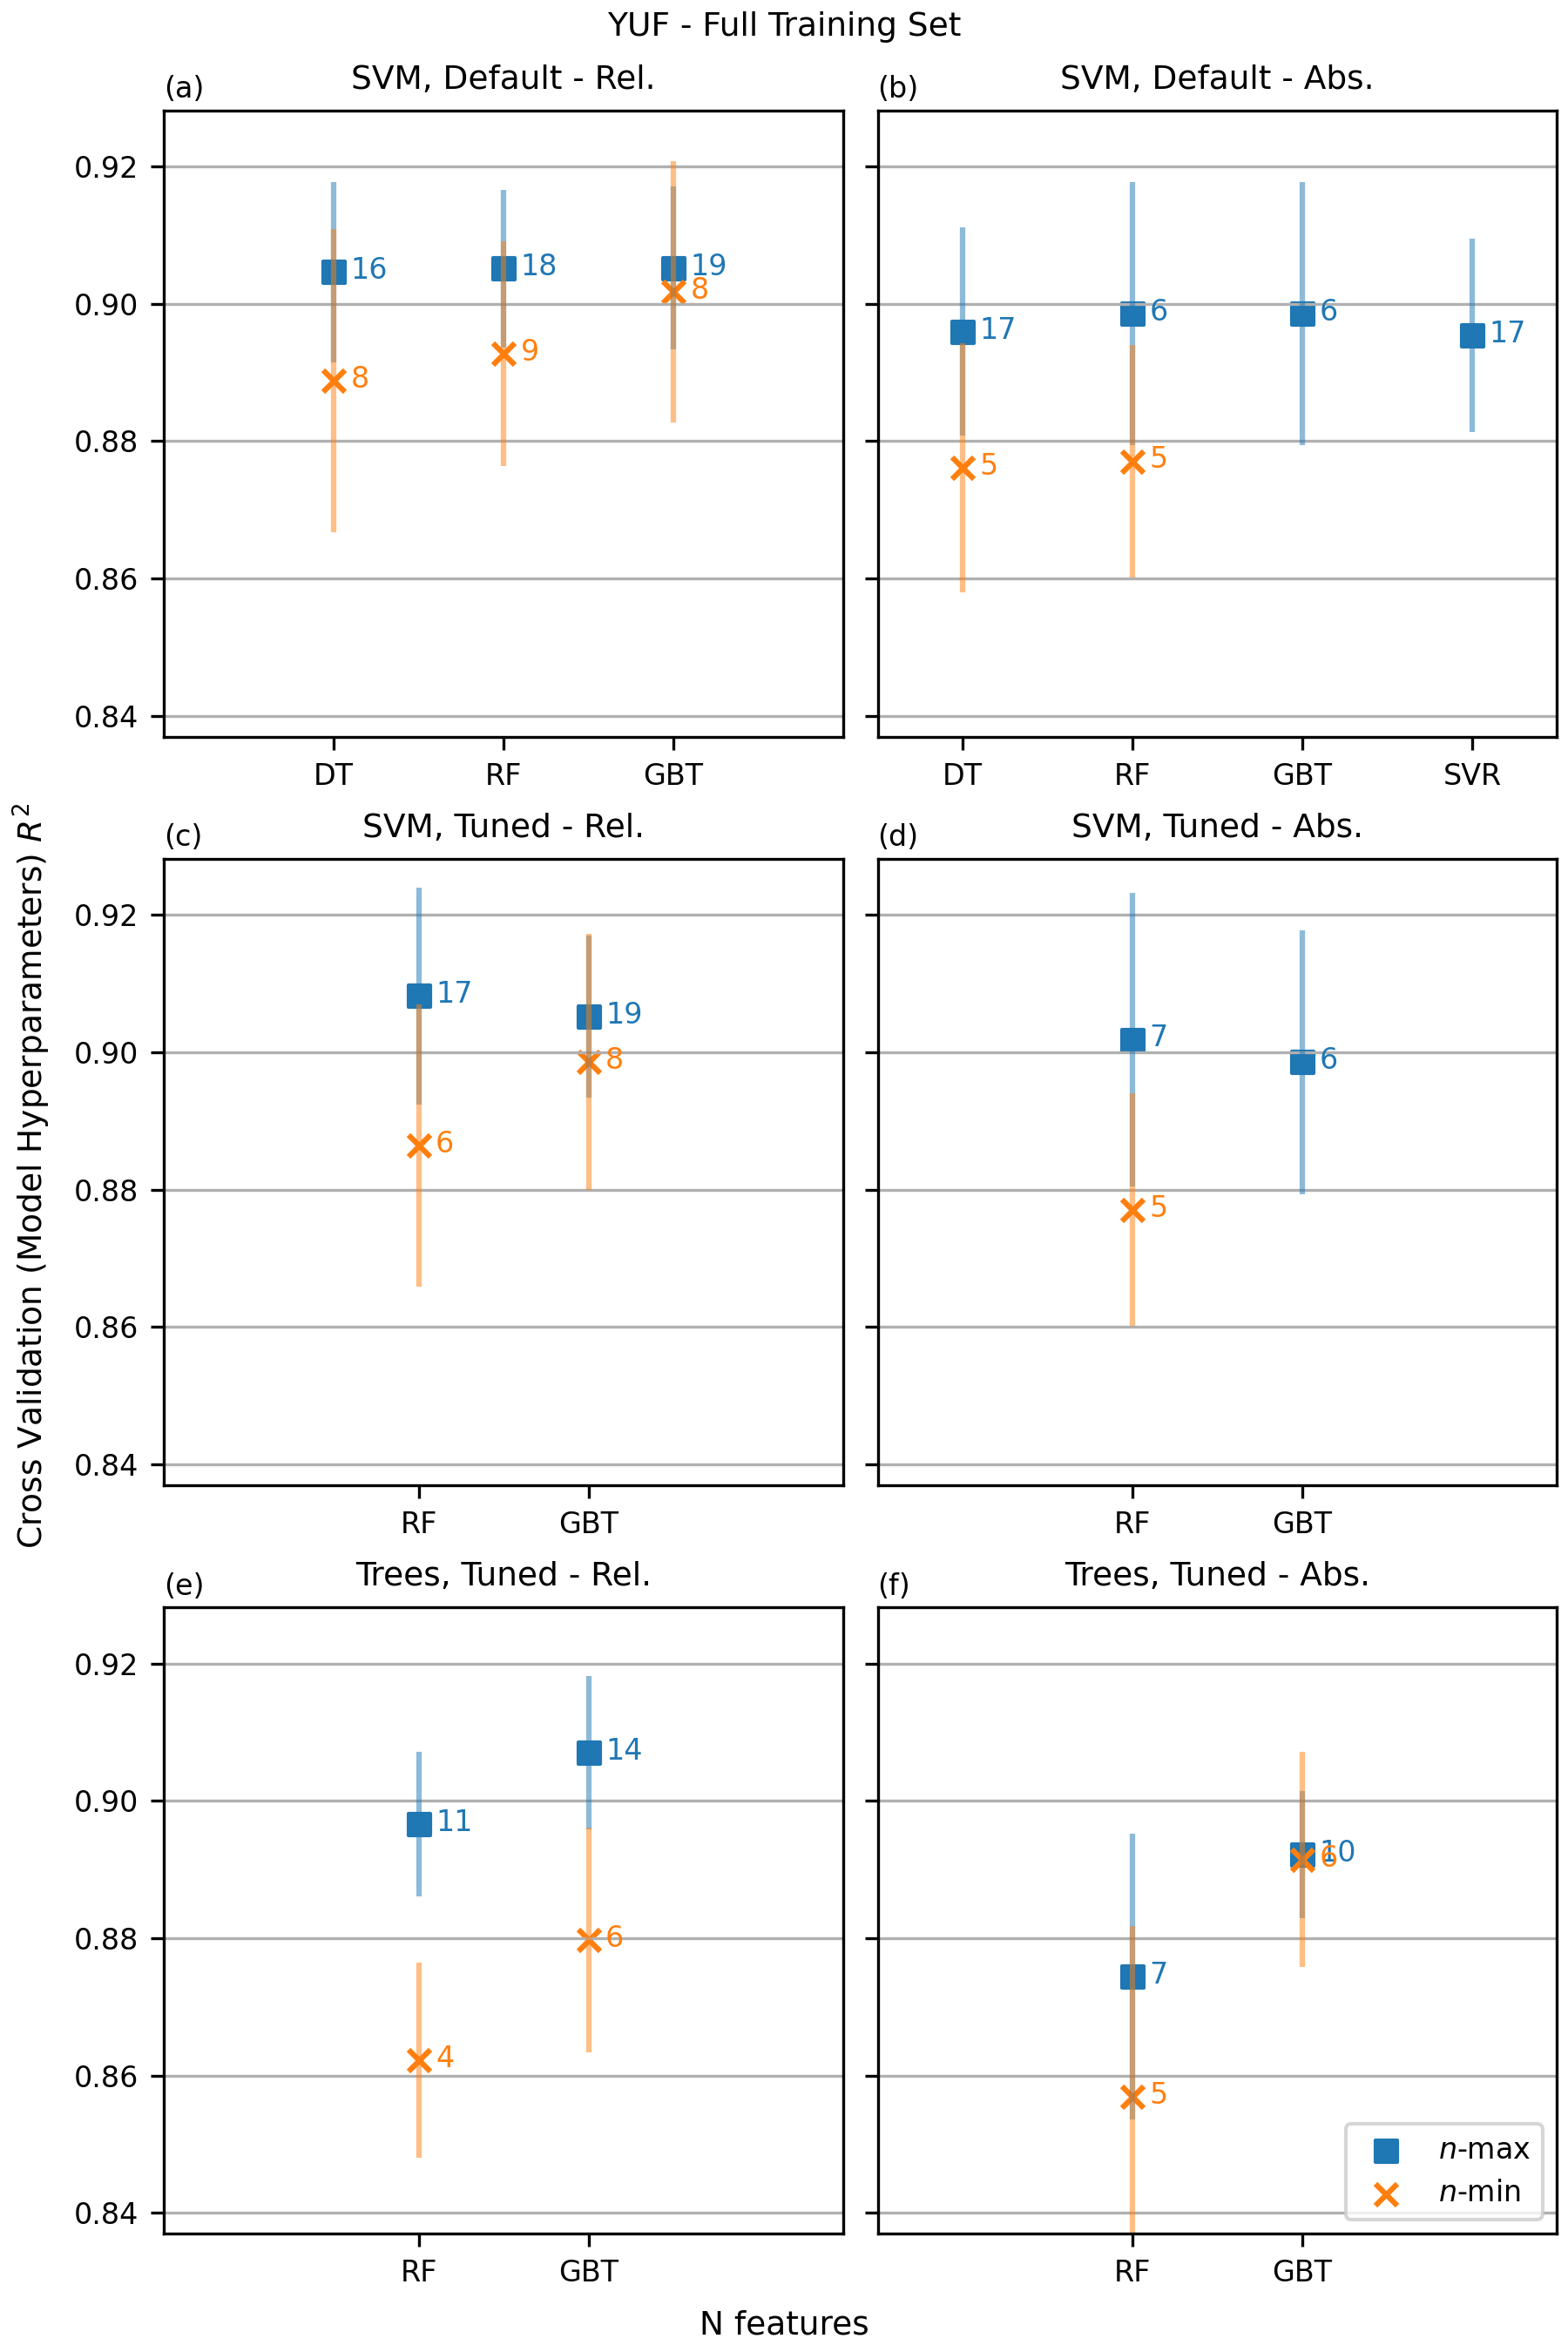 YUF - Full Training Set
(a) SVM, Default - Rel.
0.92
0.90
0.88
0.86
0.84
16
18
19
8
9
8
DT RF GBT
(b) SVM, Default - Abs.
17
6
6
17
5
5
DT RF GBT SVR
Cross Validation (Model Hyperparameters) R²
(c) SVM, Tuned - Rel.
0.92
0.90
0.88
0.86
0.84
17
19
6
8
RF GBT
(d) SVM, Tuned - Abs.
7
6
5
RF GBT
(e) Trees, Tuned - Rel.
0.92
0.90
0.88
0.86
0.84
11
14
4
6
RF GBT
(f) Trees, Tuned - Abs.
7
10
5
6
n-max
n-min
RF GBT
N features